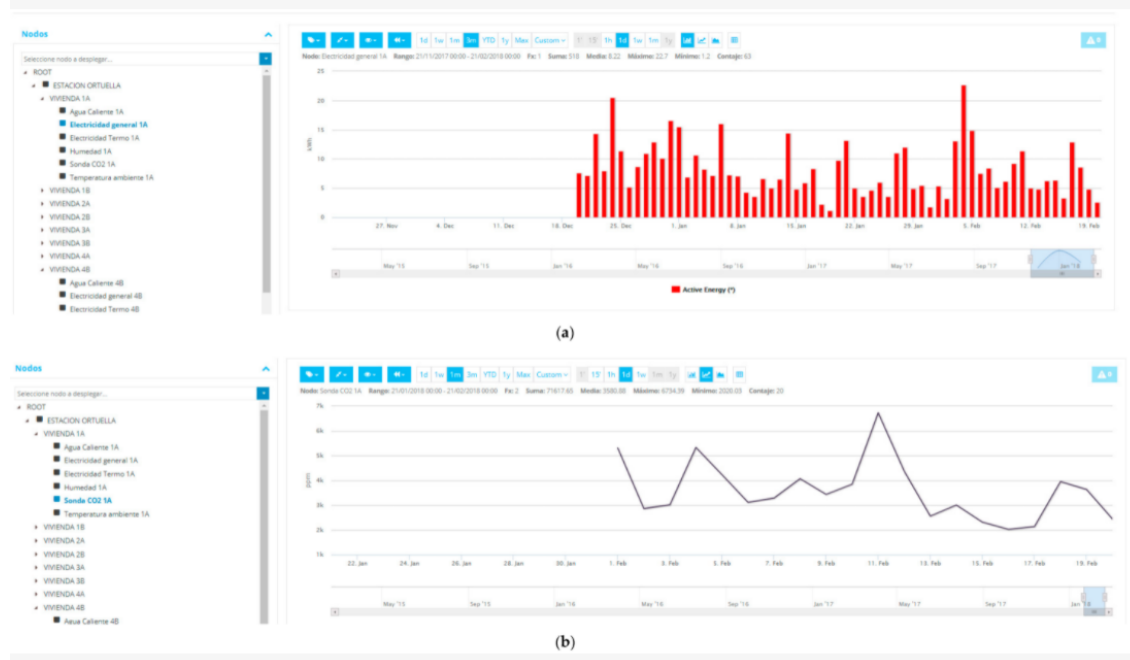 Nodos
Seleccione nodo a desplegar...
ROOT
ESTACION ORTUELLA
VIVIENDA 1A
Agua Caliente 1A
Electricidad general 1A
Electricidad Termo 1A
Humedad 1A
Sonda CO2 1A
Temperatura ambiente 1A
VIVIENDA 1B
VIVIENDA 2A
VIVIENDA 2B
VIVIENDA 3A
VIVIENDA 3B
VIVIENDA 4A
VIVIENDA 4B
Agua Caliente 4B
Electricidad general 4B
Electricidad Termo 4B
1d 1w 1m 3m YTD 1y Max Custom 1' 15' 1h 1d 1w 1m 1y
Nodo: Electricidad general 1A Rango: 21/11/2017 00:00 - 21/02/2018 00:00 Fx: 1 Suma: 518 Media: 8.22 Máximo: 22.7 Mínimo: 1.2 Contaje: 63
25
20
15
10
5
0
kWh
27. Nov 4. Dec 11. Dec 18. Dec 25. Dec 1. Jan 8. Jan 15. Jan 22. Jan 29. Jan 5. Feb 12. Feb 19. Feb
May '15 Sep '15 Jan '16 May '16 Sep '16 Jan '17 May '17 Sep '17 Jan '18
Active Energy (*)
(a)
Nodos
Seleccione nodo a desplegar...
ROOT
ESTACION ORTUELLA
VIVIENDA 1A
Agua Caliente 1A
Electricidad general 1A
Electricidad Termo 1A
Humedad 1A
Sonda CO2 1A
Temperatura ambiente 1A
VIVIENDA 1B
VIVIENDA 2A
VIVIENDA 2B
VIVIENDA 3A
VIVIENDA 3B
VIVIENDA 4A
VIVIENDA 4B
Agua Caliente 4B
1d 1w 1m 3m YTD 1y Max Custom 1' 15' 1h 1d 1w 1m 1y
Nodo: Sonda CO2 1A Rango: 21/01/2018 00:00 - 21/02/2018 00:00 Fx: 2 Suma: 71617.65 Media: 3580.88 Máximo: 6734.39 Mínimo: 2020.03 Contaje: 20
7k
6k
5k
4k
3k
2k
1k
ppm
22. Jan 24. Jan 26. Jan 28. Jan 30. Jan 1. Feb 3. Feb 5. Feb 7. Feb 9. Feb 11. Feb 13. Feb 15. Feb 17. Feb 19. Feb
May '15 Sep '15 Jan '16 May '16 Sep '16 Jan '17 May '17 Sep '17 Jan '18
(b)